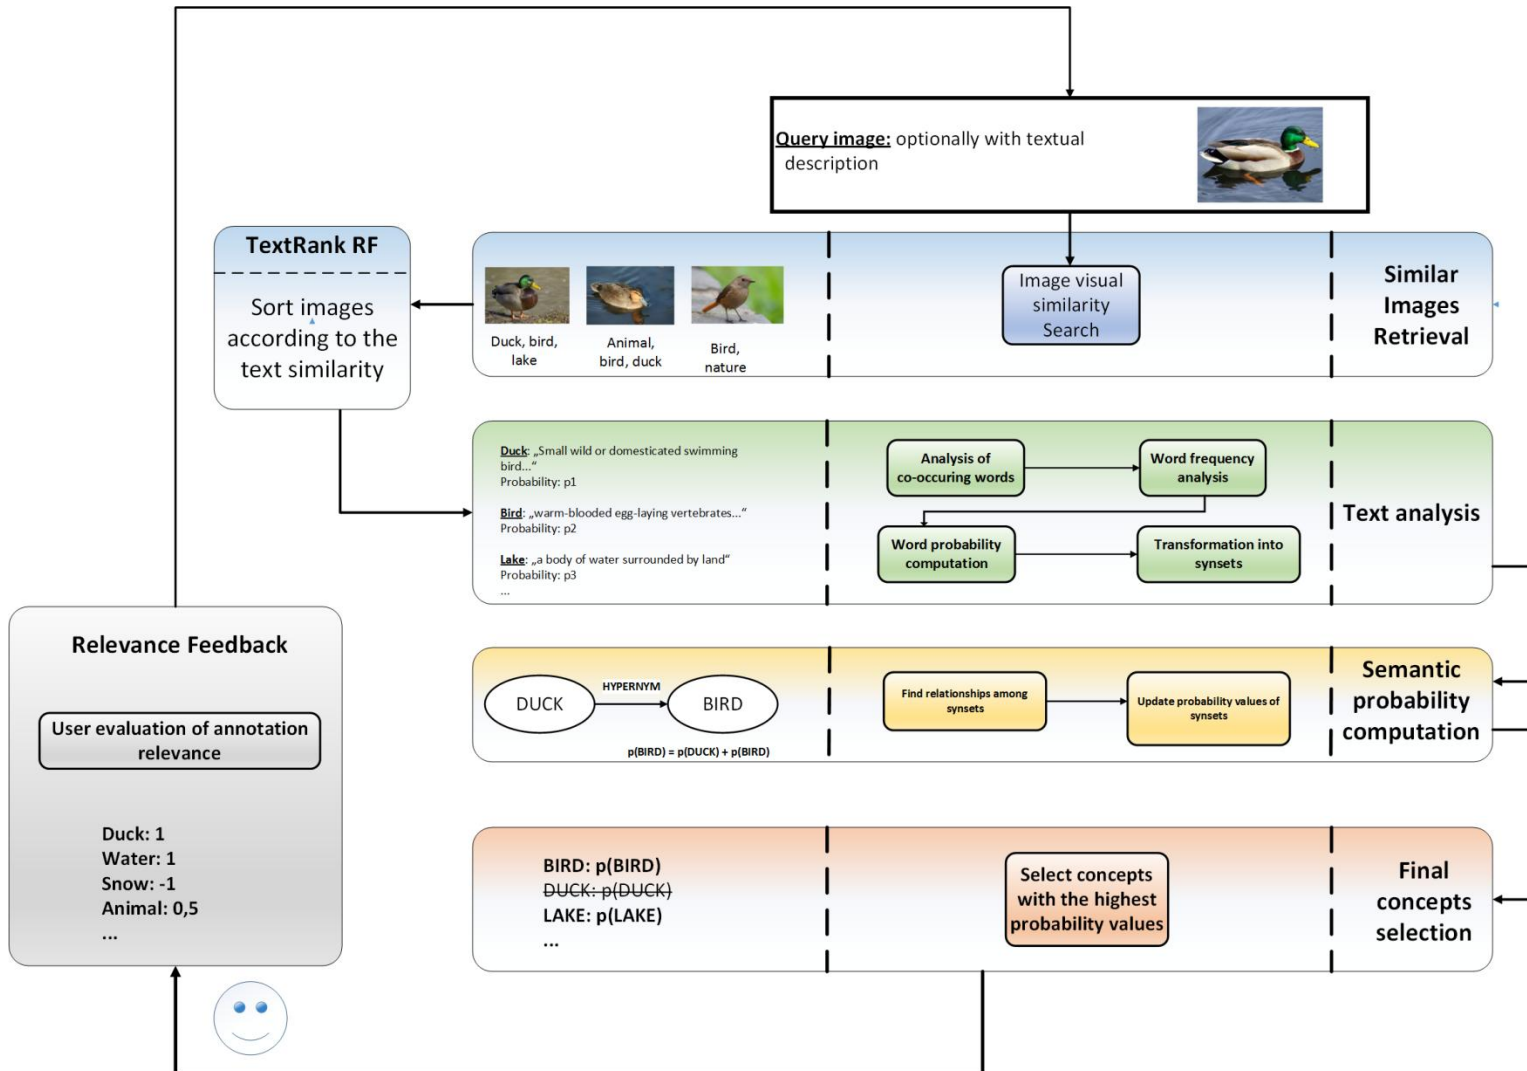 Query image: optionally with textual
description
TextRank RF
Sort images
according to the
text similarity
Duck, bird,
lake
Animal,
bird, duck
Bird,
nature
Image visual
similarity
Search
Similar
Images
Retrieval
Duck: „Small wild or domesticated swimming
bird...“
Probability: p1
Bird: „warm-blooded egg-laying vertebrates...“
Probability: p2
Lake: „a body of water surrounded by land“
Probability: p3
...
Analysis of
co-occuring words
Word frequency
analysis
Word probability
computation
Transformation into
synsets
Text analysis
Relevance Feedback
User evaluation of annotation
relevance
Duck: 1
Water: 1
Snow: -1
Animal: 0,5
...
DUCK
HYPERNYM
BIRD
p(BIRD) = p(DUCK) + p(BIRD)
Find relationships among
synsets
Update probability values of
synsets
Semantic
probability
computation
BIRD: p(BIRD)
DUCK: p(DUCK)
LAKE: p(LAKE)
...
Select concepts
with the highest
probability values
Final
concepts
selection